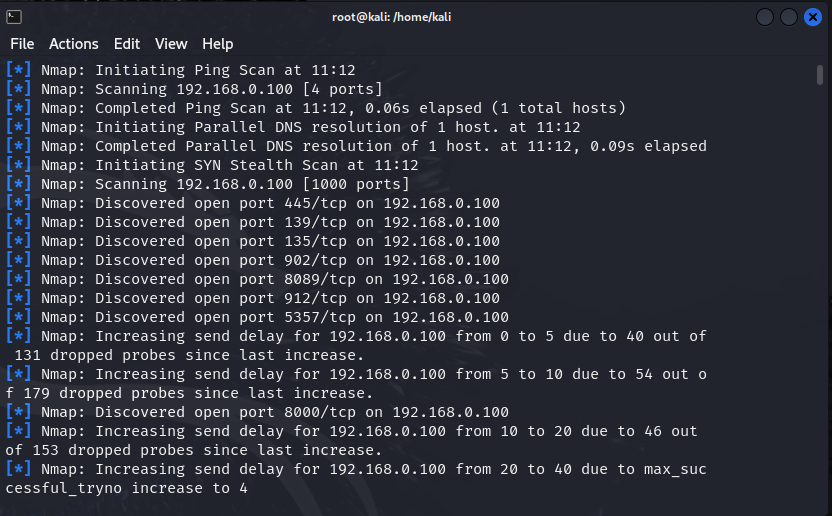 root@kali: /home/kali
File Actions Edit View Help
[*] Nmap: Initiating Ping Scan at 11:12
[*] Nmap: Scanning 192.168.0.100 [4 ports]
[*] Nmap: Completed Ping Scan at 11:12, 0.06s elapsed (1 total hosts)
[*] Nmap: Initiating Parallel DNS resolution of 1 host. at 11:12
[*] Nmap: Completed Parallel DNS resolution of 1 host. at 11:12, 0.09s elapsed
[*] Nmap: Initiating SYN Stealth Scan at 11:12
[*] Nmap: Scanning 192.168.0.100 [1000 ports]
[*] Nmap: Discovered open port 445/tcp on 192.168.0.100
[*] Nmap: Discovered open port 139/tcp on 192.168.0.100
[*] Nmap: Discovered open port 135/tcp on 192.168.0.100
[*] Nmap: Discovered open port 902/tcp on 192.168.0.100
[*] Nmap: Discovered open port 8089/tcp on 192.168.0.100
[*] Nmap: Discovered open port 912/tcp on 192.168.0.100
[*] Nmap: Discovered open port 5357/tcp on 192.168.0.100
[*] Nmap: Increasing send delay for 192.168.0.100 from 0 to 5 due to 40 out of
 131 dropped probes since last increase.
[*] Nmap: Increasing send delay for 192.168.0.100 from 5 to 10 due to 54 out o
f 179 dropped probes since last increase.
[*] Nmap: Discovered open port 8000/tcp on 192.168.0.100
[*] Nmap: Increasing send delay for 192.168.0.100 from 10 to 20 due to 46 out
of 153 dropped probes since last increase.
[*] Nmap: Increasing send delay for 192.168.0.100 from 20 to 40 due to max_suc
cessful_tryno increase to 4